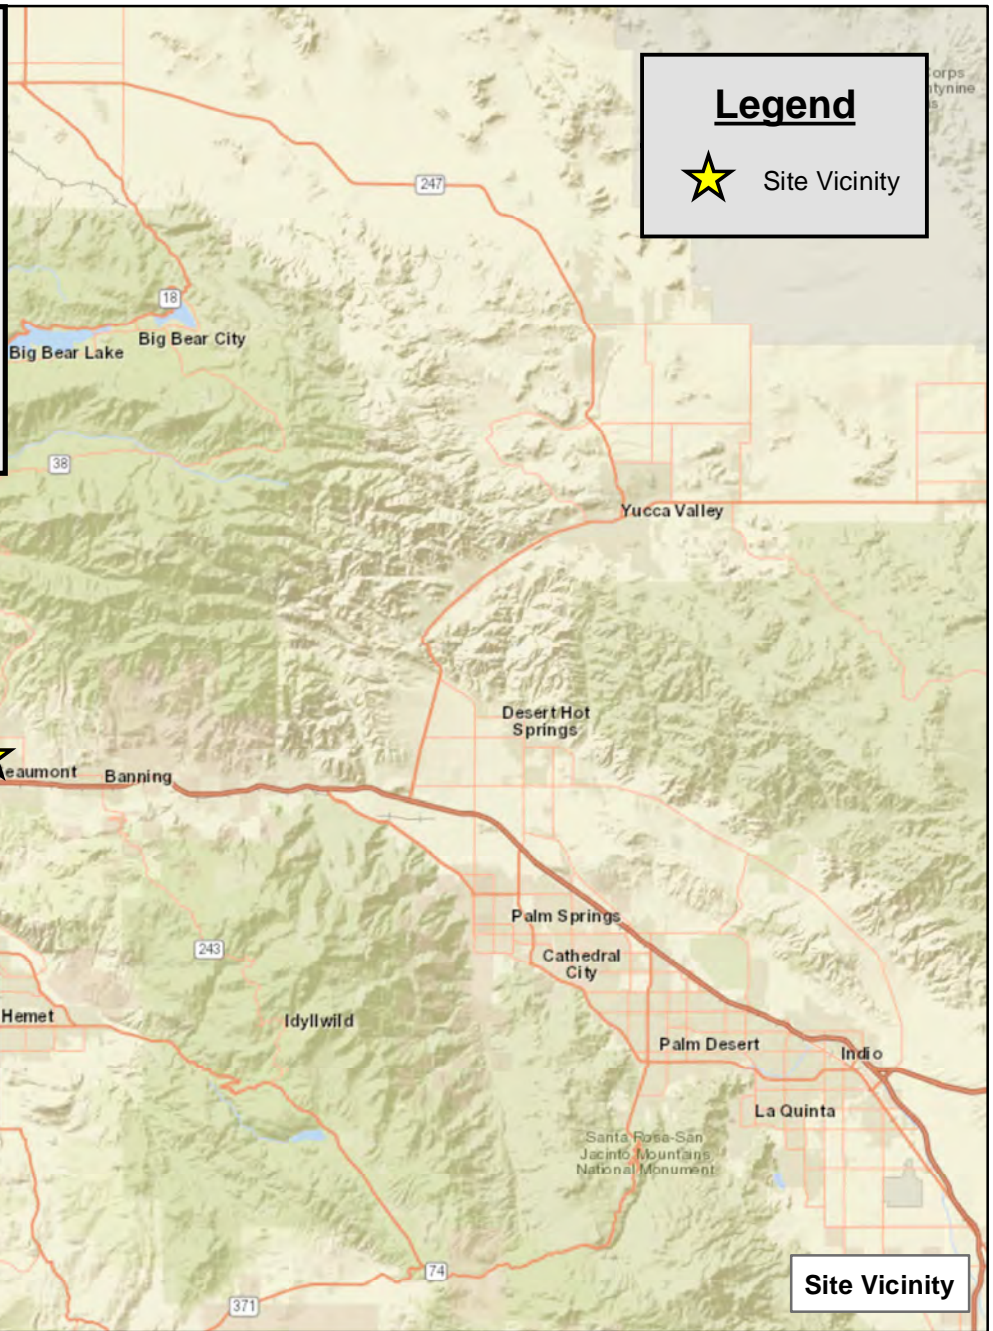 Legend
Site Vicinity
orps
ntynine
247
18
Big Bear City
Big Bear Lake
38
Yucca Valley
Desert Hot
Springs
eaumont
Banning
Palm Springs
Cathedral
City
243
Hemet
Idyllwild
Palm Desert
Indio
La Quinta
Santa Rosa-San
Jacinto Mountains
National Monument
74
371
Site Vicinity